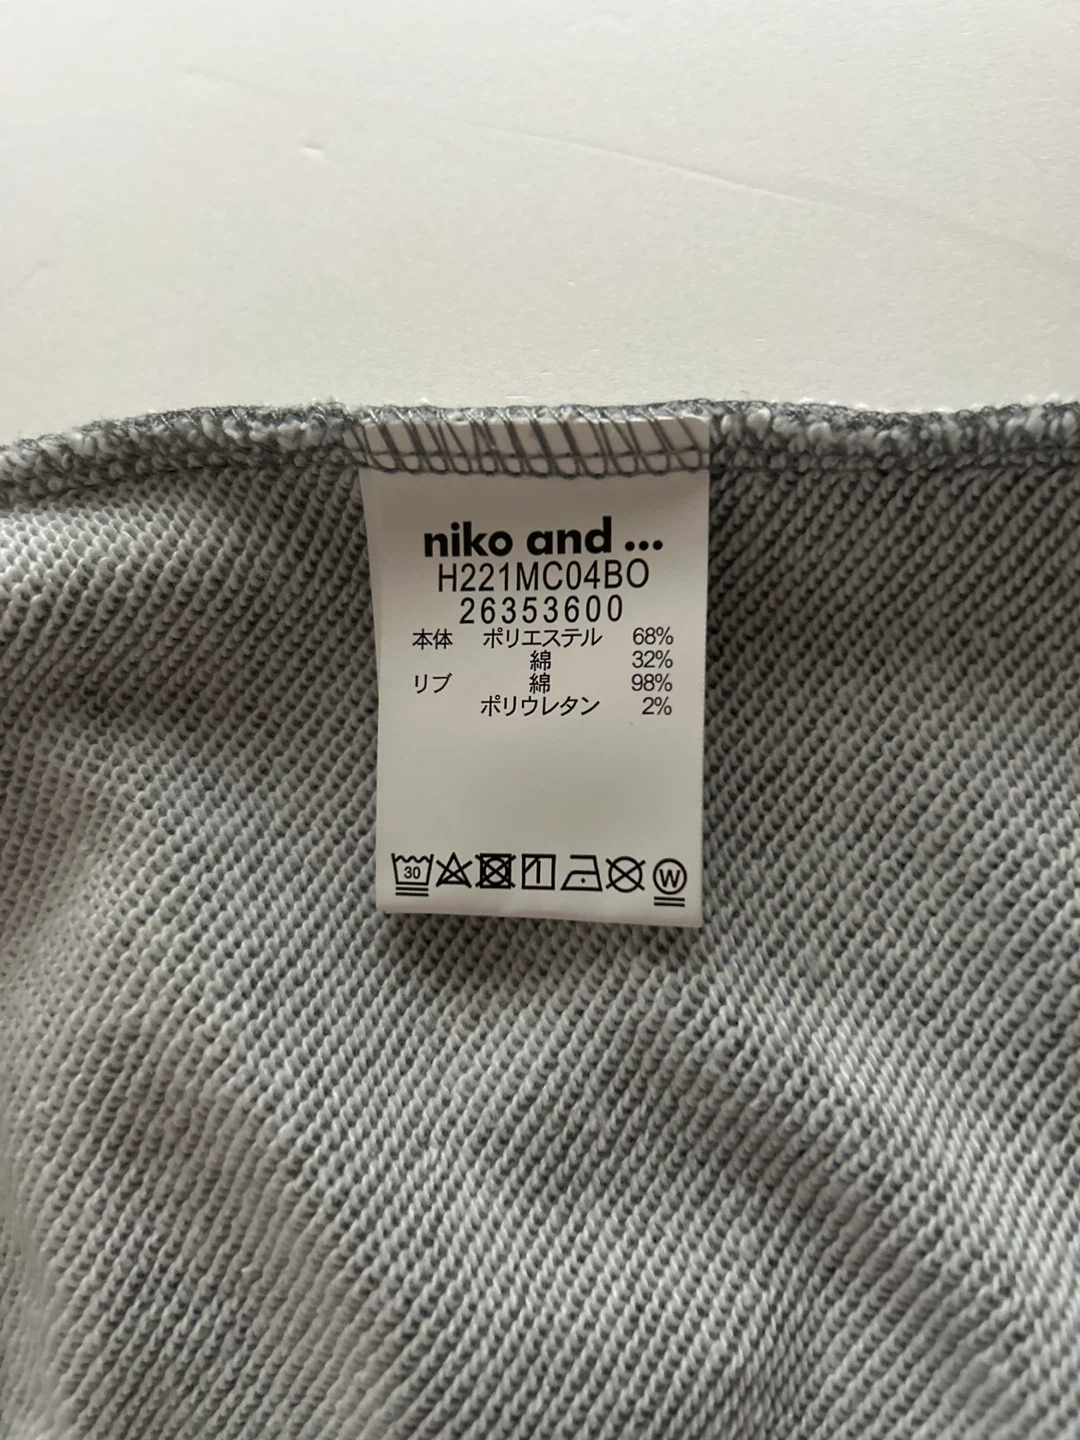 niko and ...
H221MC04BO
26353600
本体 ポリエステル 68%
綿 32%
リブ 綿 98%
ポリウレタン 2%
30 W